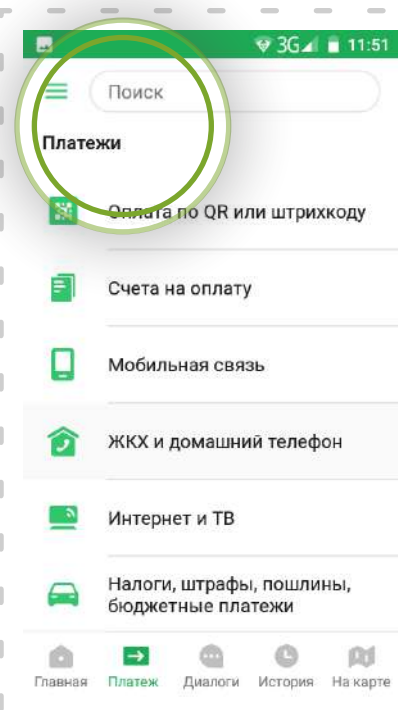 3G 11:51
Поиск
Платежи
Оплата по QR или штрихкоду
Счета на оплату
Мобильная связь
ЖКХ и домашний телефон
Интернет и ТВ
Налоги, штрафы, пошлины,
бюджетные платежи
Главная Платеж Диалоги История На карте